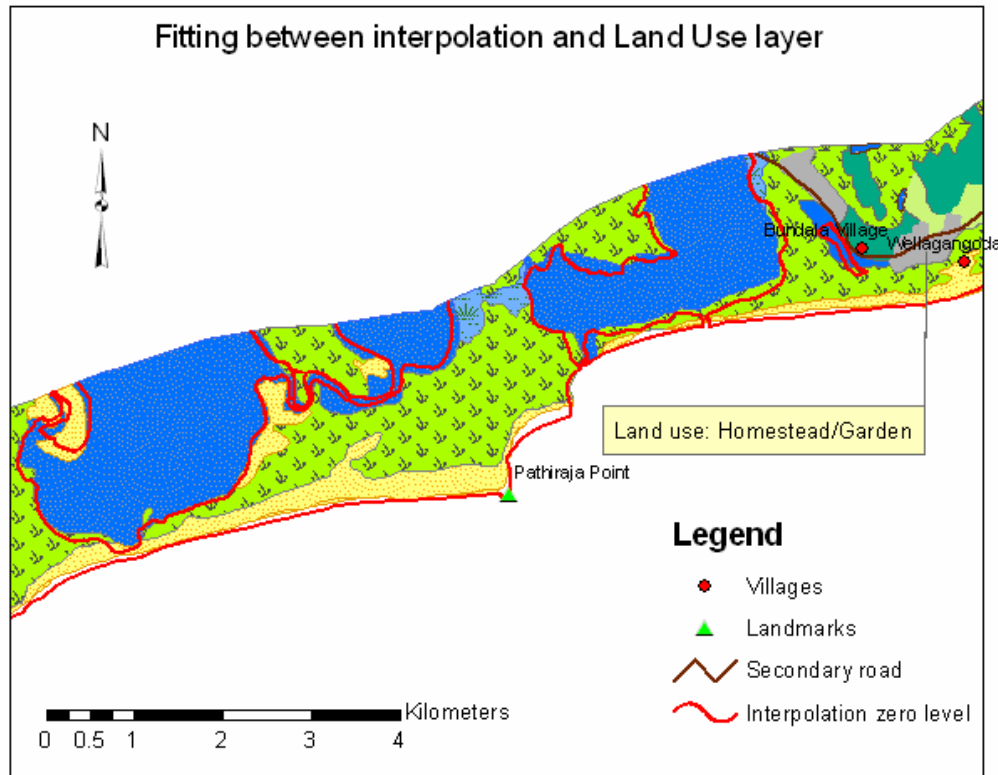 Fitting between interpolation and Land Use layer
N
Bundala Village
Wellagangoda
Land use: Homestead/Garden
Pathiraja Point
Legend
Villages
Landmarks
Secondary road
Interpolation zero level
Kilometers
0 0.5 1 2 3 4